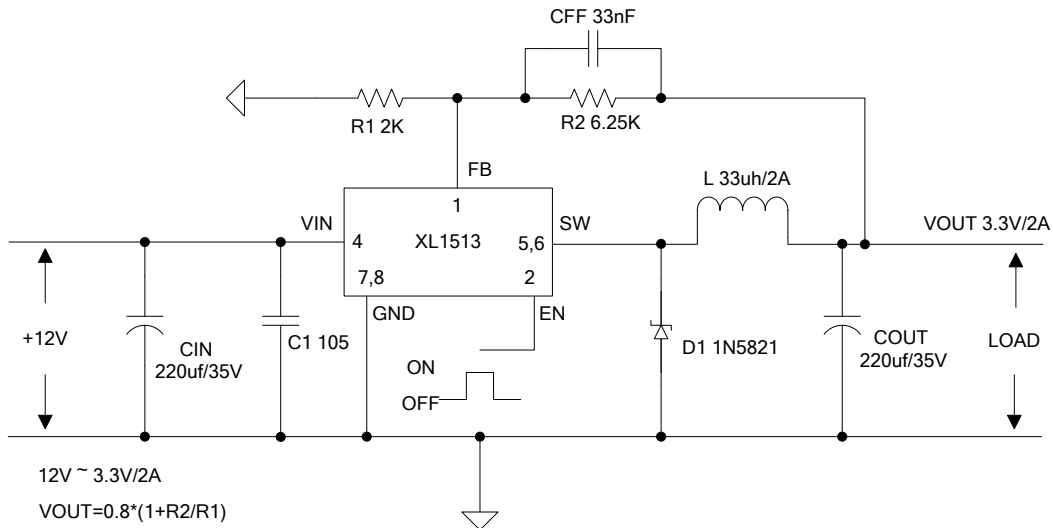 CFF 33nF
R1 2K
R2 6.25K
FB
L 33uh/2A
VIN
1
SW
VOUT 3.3V/2A
4
XL1513
5,6
7,8
2
GND
EN
+12V
CIN
220uf/35V
C1 105
ON
OFF
D1 1N5821
COUT
220uf/35V
LOAD
12V ~ 3.3V/2A
VOUT=0.8*(1+R2/R1)